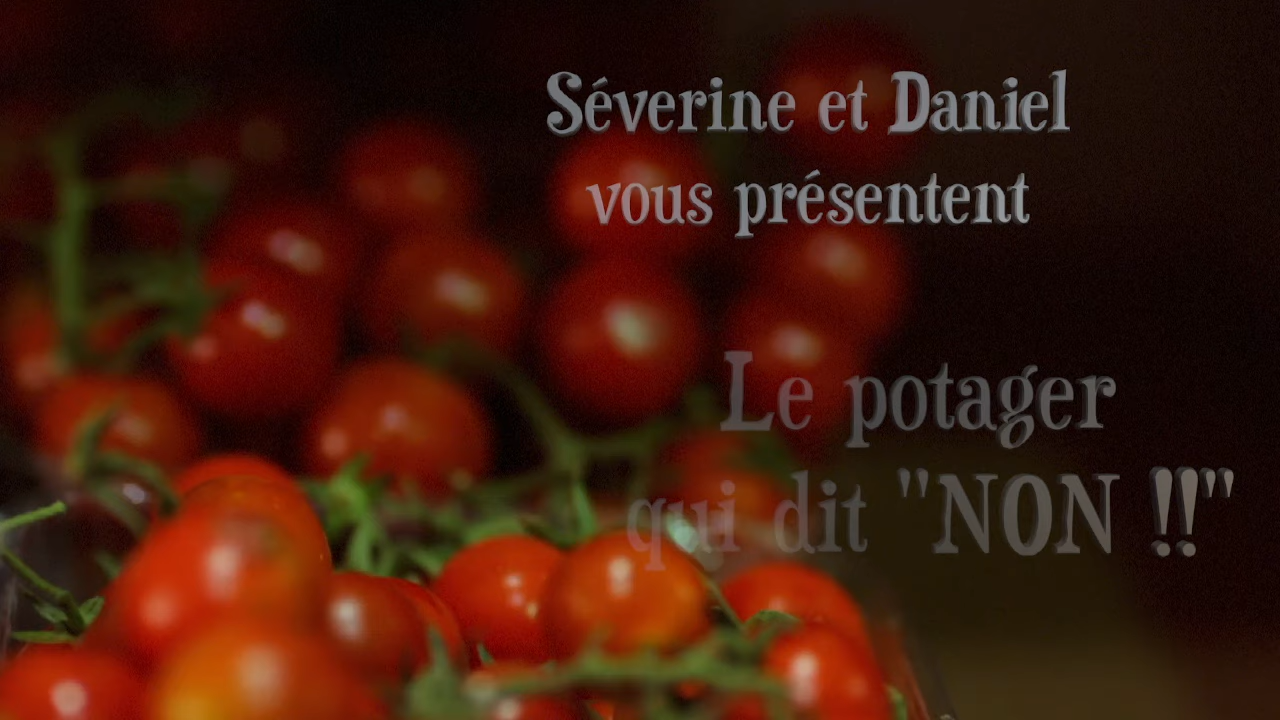 Séverine et Daniel
vous présentent
Le potager
qui dit "NON !!"